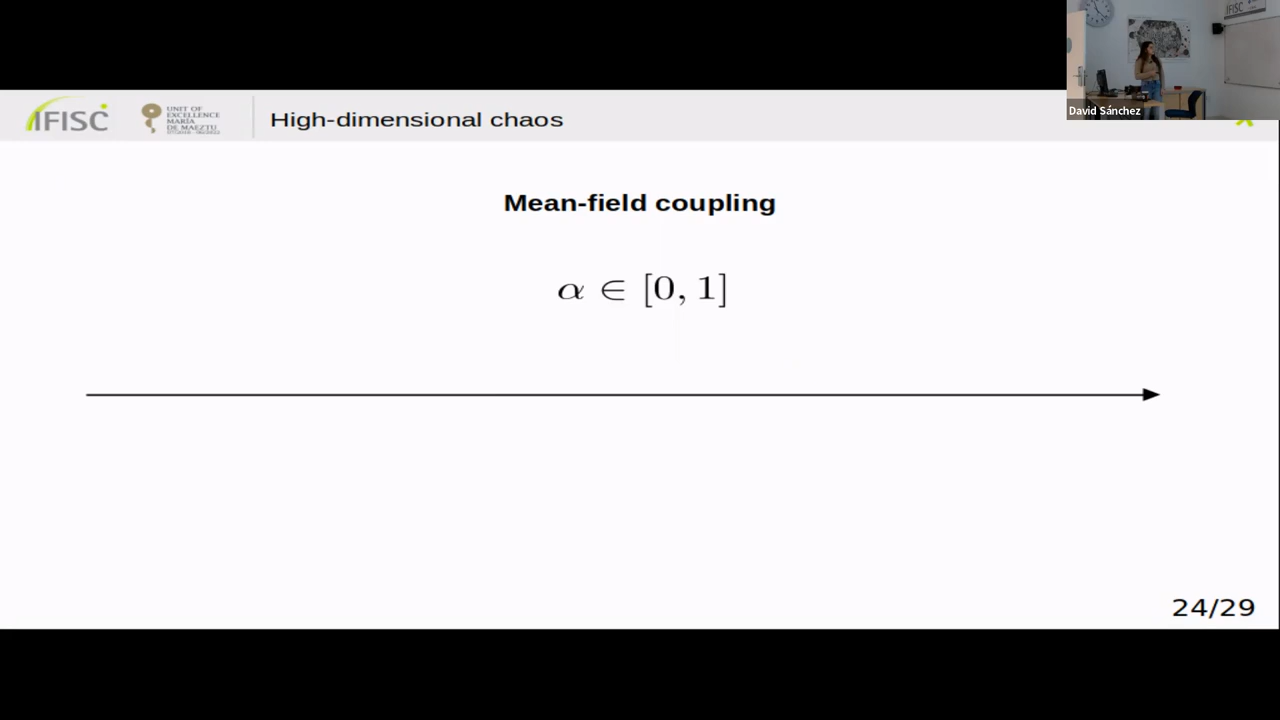 IFISC
David Sánchez
IFISC
UNIT OF
EXCELLENCE
MARÍA
DE MAEZTU
High-dimensional chaos
Mean-field coupling
α ∈ [0, 1]
24/29